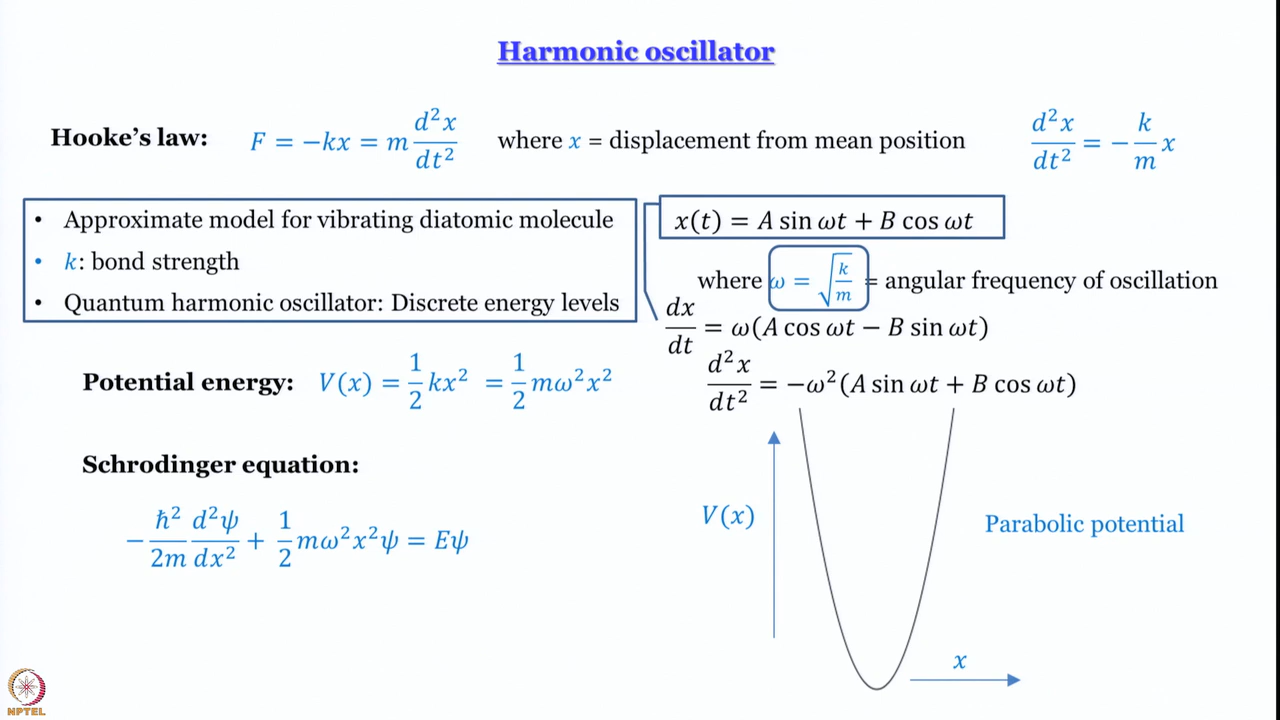 Harmonic oscillator
Hooke's law: F = −kx = m d²x/dt² where x = displacement from mean position d²x/dt² = − k/m x
• Approximate model for vibrating diatomic molecule
• k: bond strength
• Quantum harmonic oscillator: Discrete energy levels
x(t) = A sin ωt + B cos ωt
where ω = √(k/m) = angular frequency of oscillation
dx/dt = ω(A cos ωt − B sin ωt)
d²x/dt² = −ω²(A sin ωt + B cos ωt)
Potential energy: V(x) = 1/2 kx² = 1/2 mω²x²
Schrodinger equation:
− ħ²/2m d²ψ/dx² + 1/2 mω²x²ψ = Eψ
V(x)
Parabolic potential
x
NPTEL